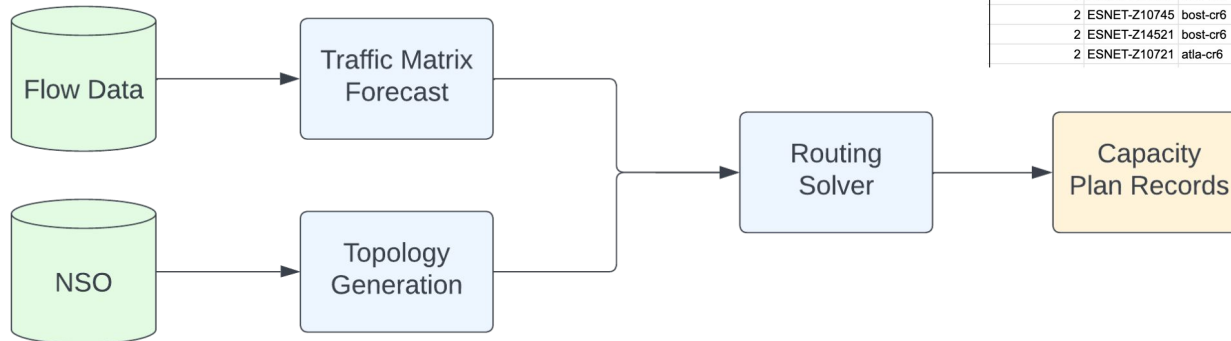 2 ESNET-Z10745 bost-cr6
2 ESNET-Z14521 bost-cr6
2 ESNET-Z10721 atla-cr6
Flow Data
Traffic Matrix
Forecast
Routing
Solver
Capacity
Plan Records
NSO
Topology
Generation